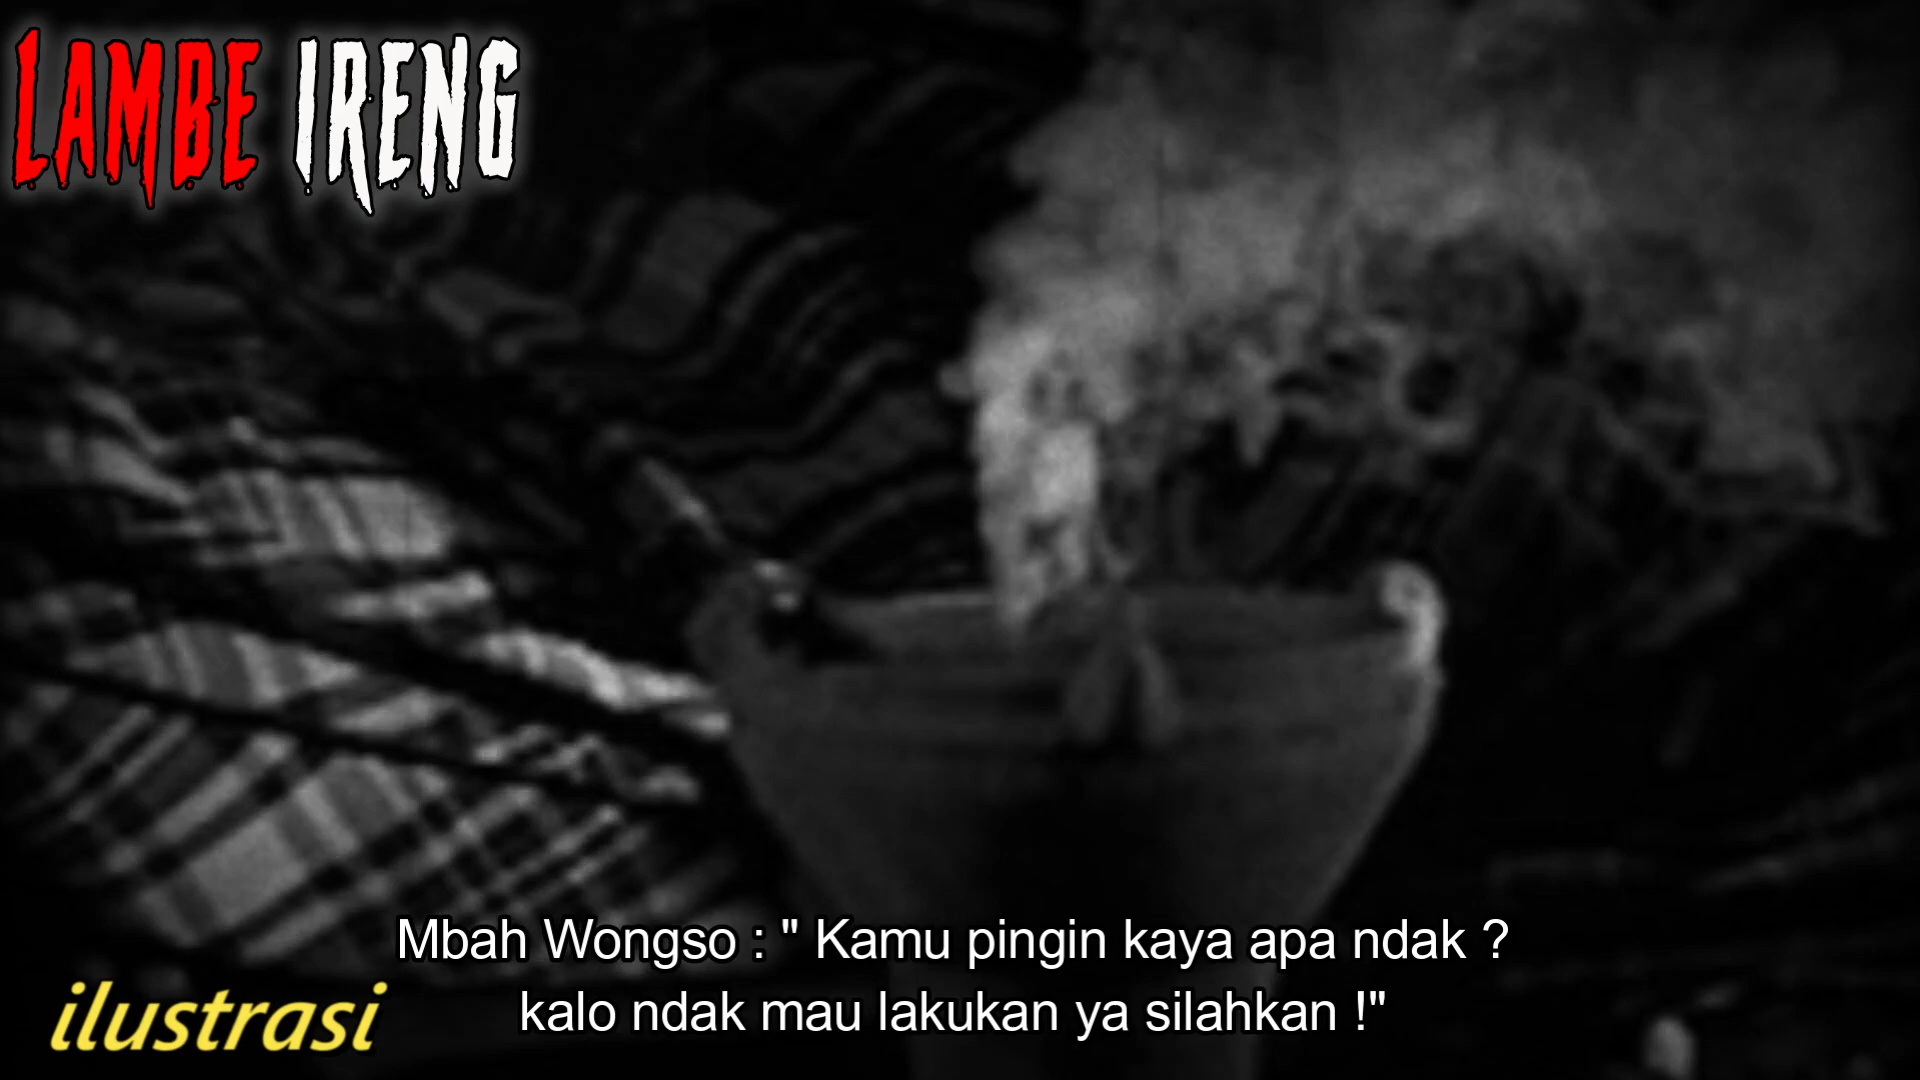 LAMBE IRENG
Mbah Wongso : " Kamu pingin kaya apa ndak ?
kalo ndak mau lakukan ya silahkan !"
ilustrasi